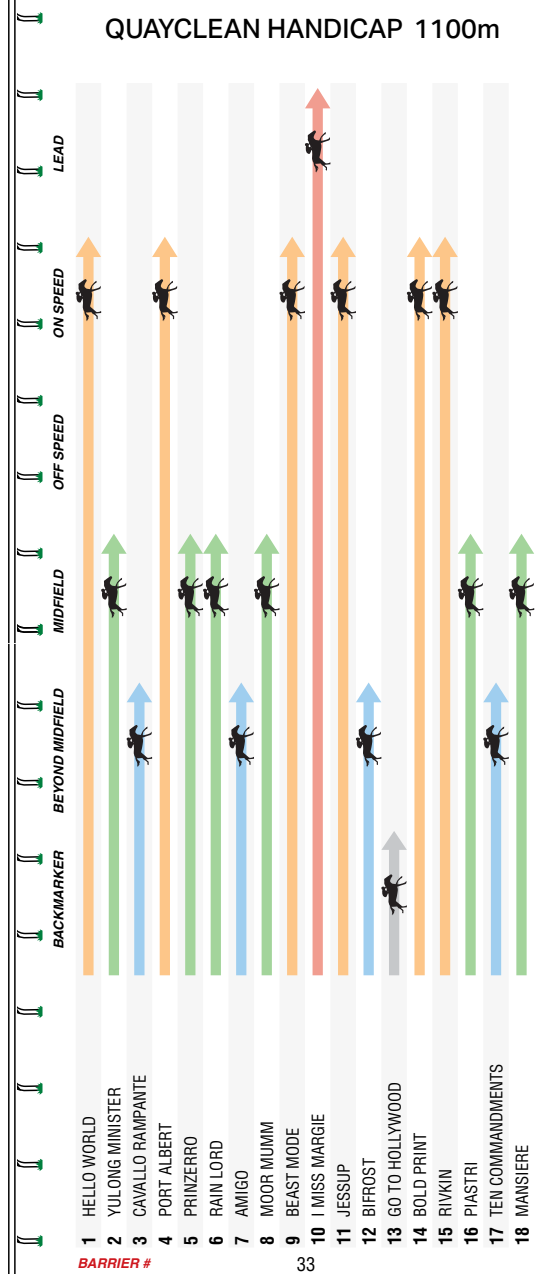 QUAYCLEAN HANDICAP 1100m
LEAD
ON SPEED
OFF SPEED
MIDFIELD
BEYOND MIDFIELD
BACKMARKER
1 HELLO WORLD
2 YULONG MINISTER
3 CAVALLO RAMPANTE
4 PORT ALBERT
5 PRINZERRO
6 RAIN LORD
7 AMIGO
8 MOOR MUMM
9 BEAST MODE
10 I MISS MARGIE
11 JESSUP
12 BIFROST
13 GO TO HOLLYWOOD
14 BOLD PRINT
15 RIVKIN
16 PIASTRI
17 TEN COMMANDMENTS
18 MANSIERE
BARRIER #
33